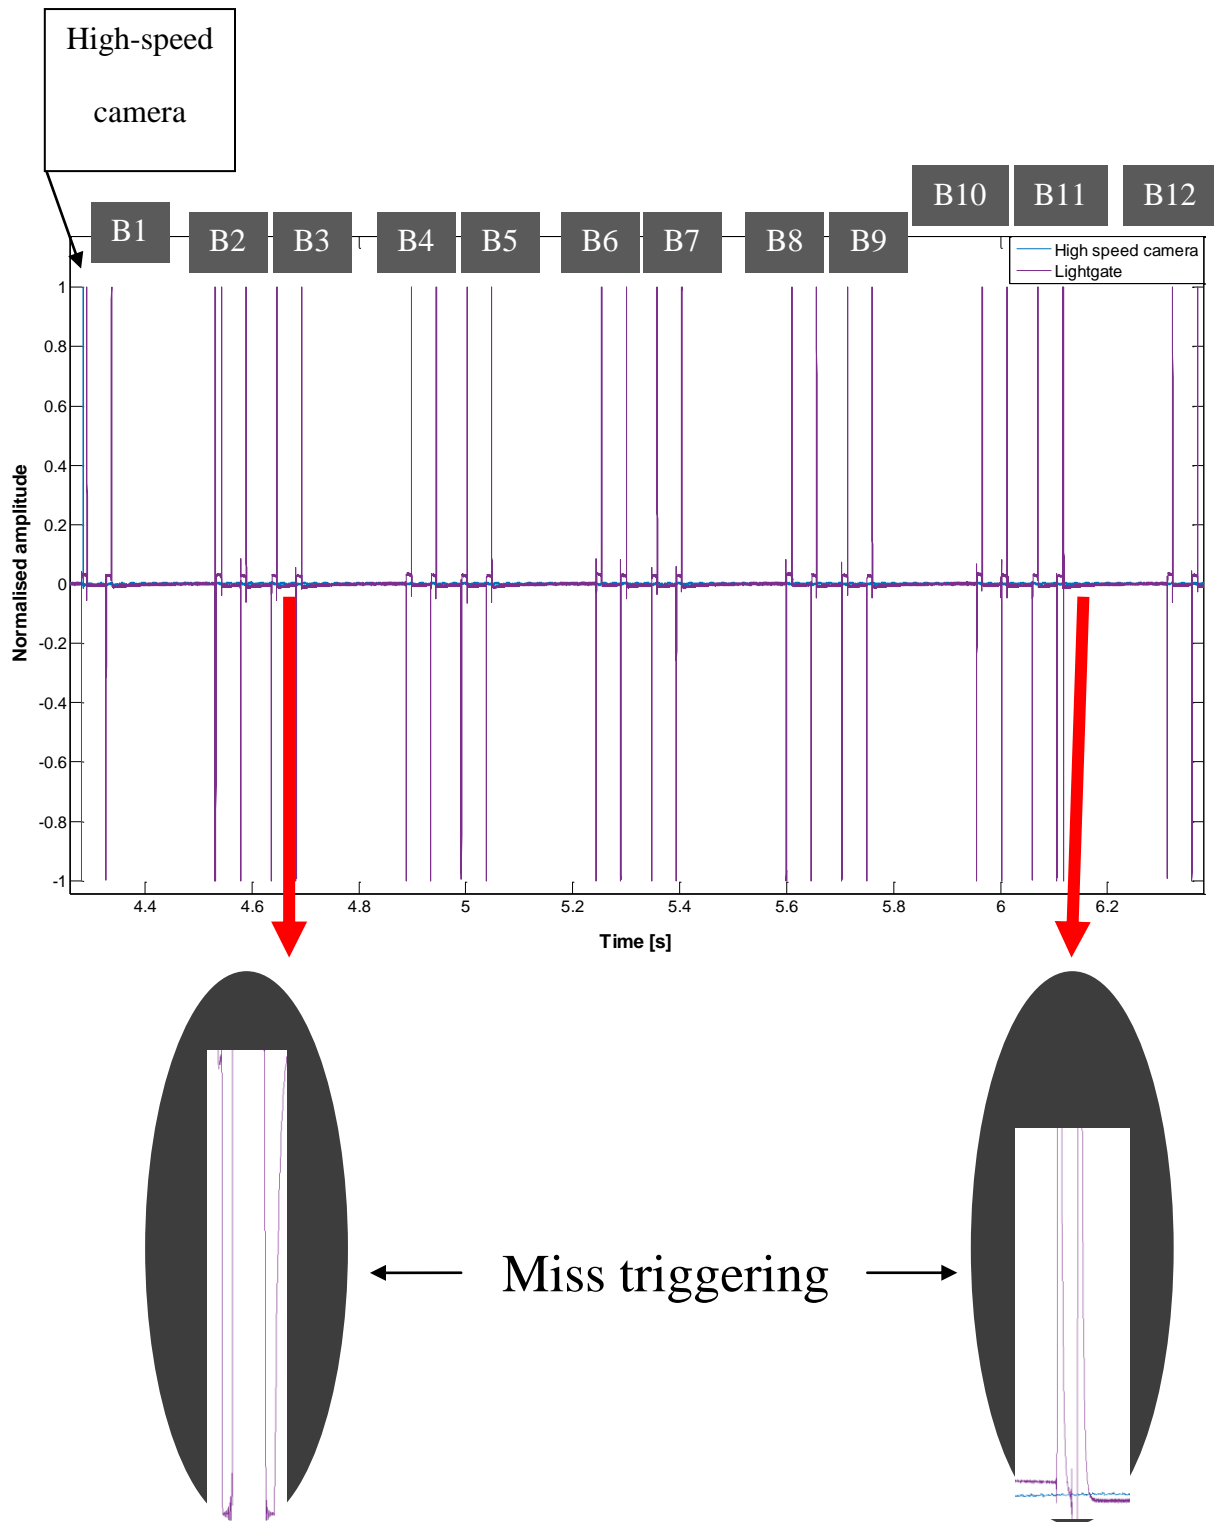 High-speed
camera
B1
B2
B3
B4
B5
B6
B7
B8
B9
B10
B11
B12
High speed camera
Lightgate
1
0.8
0.6
0.4
0.2
0
-0.2
-0.4
-0.6
-0.8
-1
Normalised amplitude
4.4 4.6 4.8 5 5.2 5.4 5.6 5.8 6 6.2
Time [s]
Miss triggering